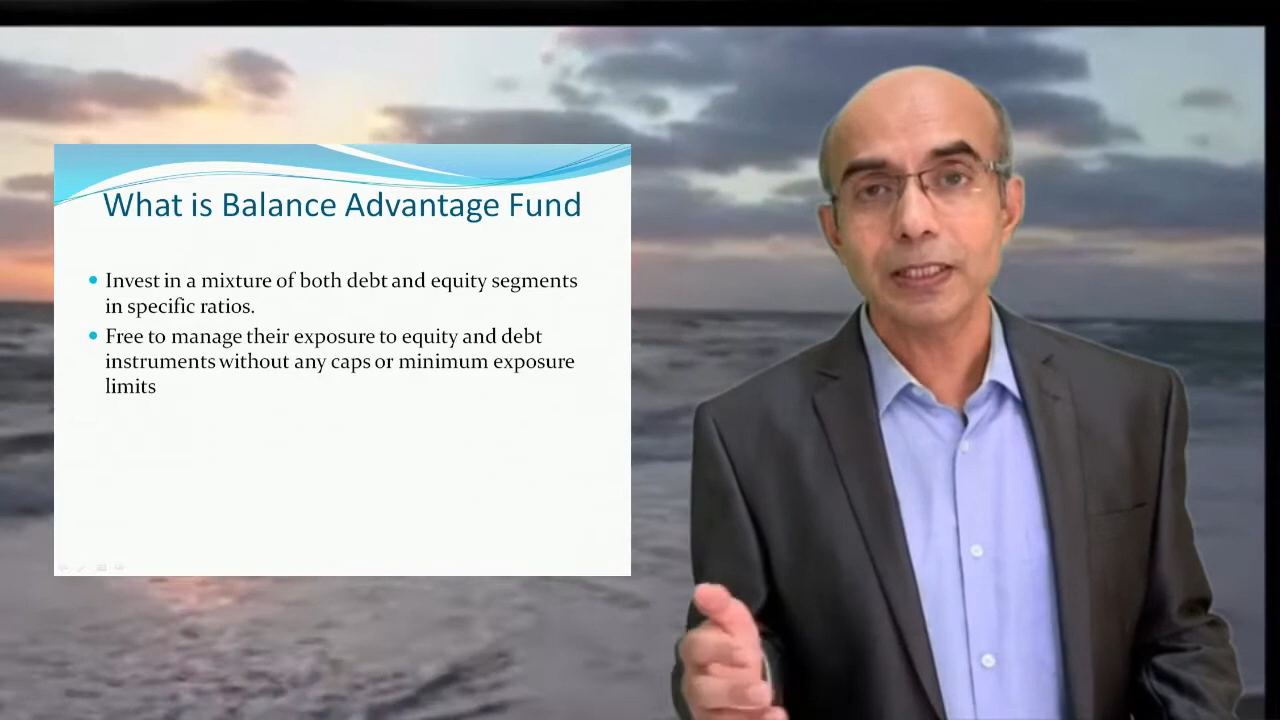 What is Balance Advantage Fund
Invest in a mixture of both debt and equity segments
in specific ratios.
Free to manage their exposure to equity and debt
instruments without any caps or minimum exposure
limits